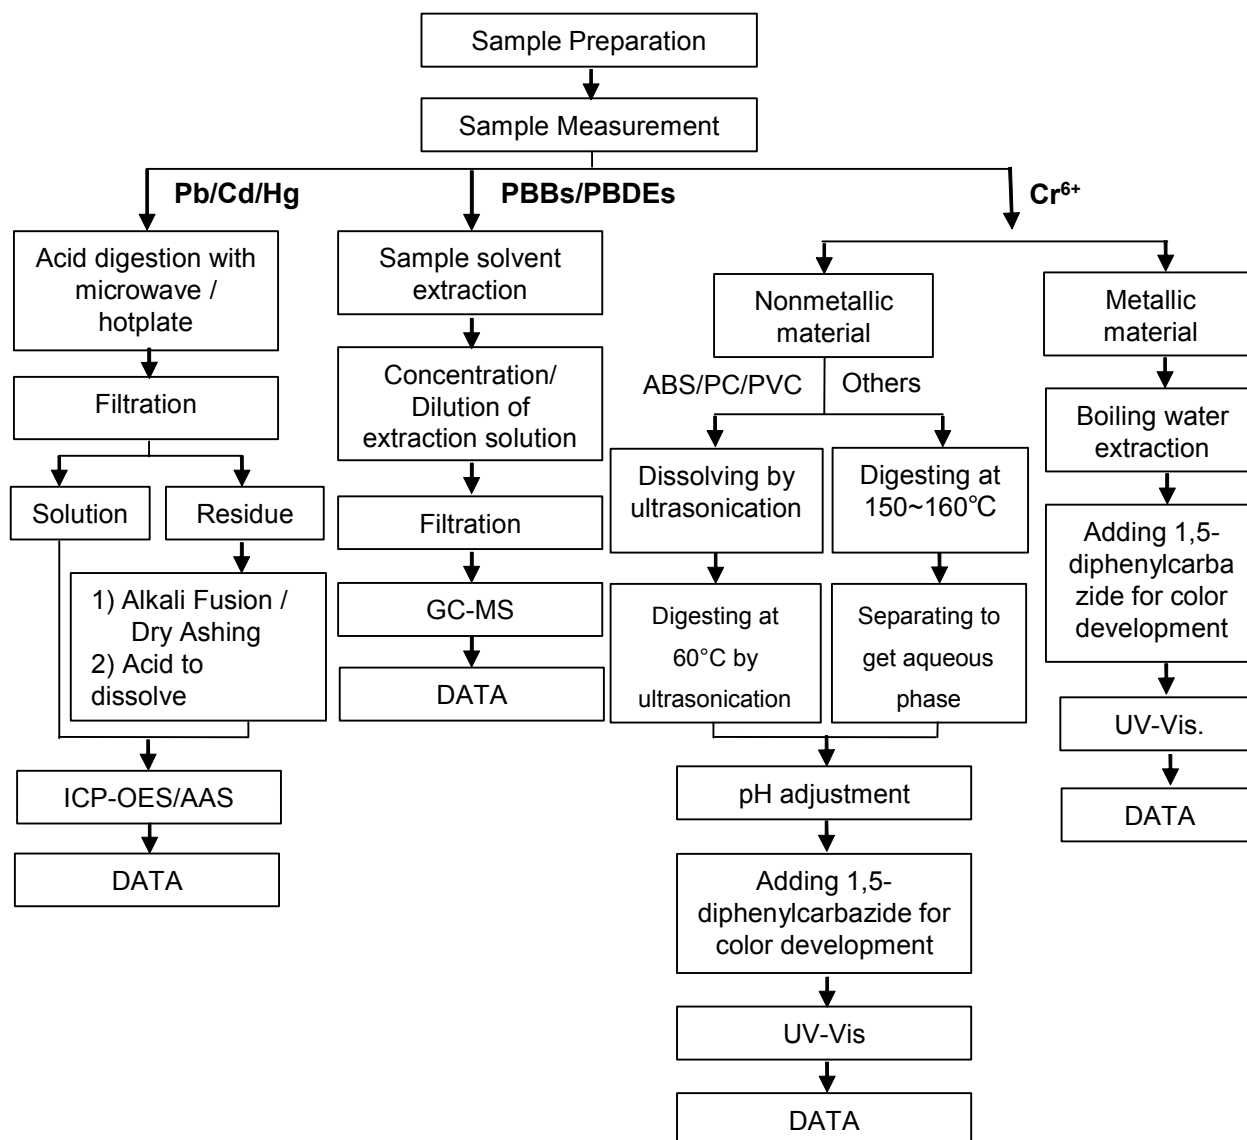 Sample Preparation
Sample Measurement
Pb/Cd/Hg
PBBs/PBDEs
Cr⁶⁺
Acid digestion with
microwave /
hotplate
Filtration
Solution
Residue
1) Alkali Fusion /
Dry Ashing
2) Acid to
dissolve
ICP-OES/AAS
DATA
Sample solvent
extraction
Concentration/
Dilution of
extraction solution
Filtration
GC-MS
DATA
Nonmetallic
material
ABS/PC/PVC
Others
Dissolving by
ultrasonication
Digesting at
60°C by
ultrasonication
Digesting at
150~160℃
Separating to
get aqueous
phase
pH adjustment
Adding 1,5-
diphenylcarbazide for
color development
UV-Vis
DATA
Metallic
material
Boiling water
extraction
Adding 1,5-
diphenylcarba
zide for color
development
UV-Vis.
DATA